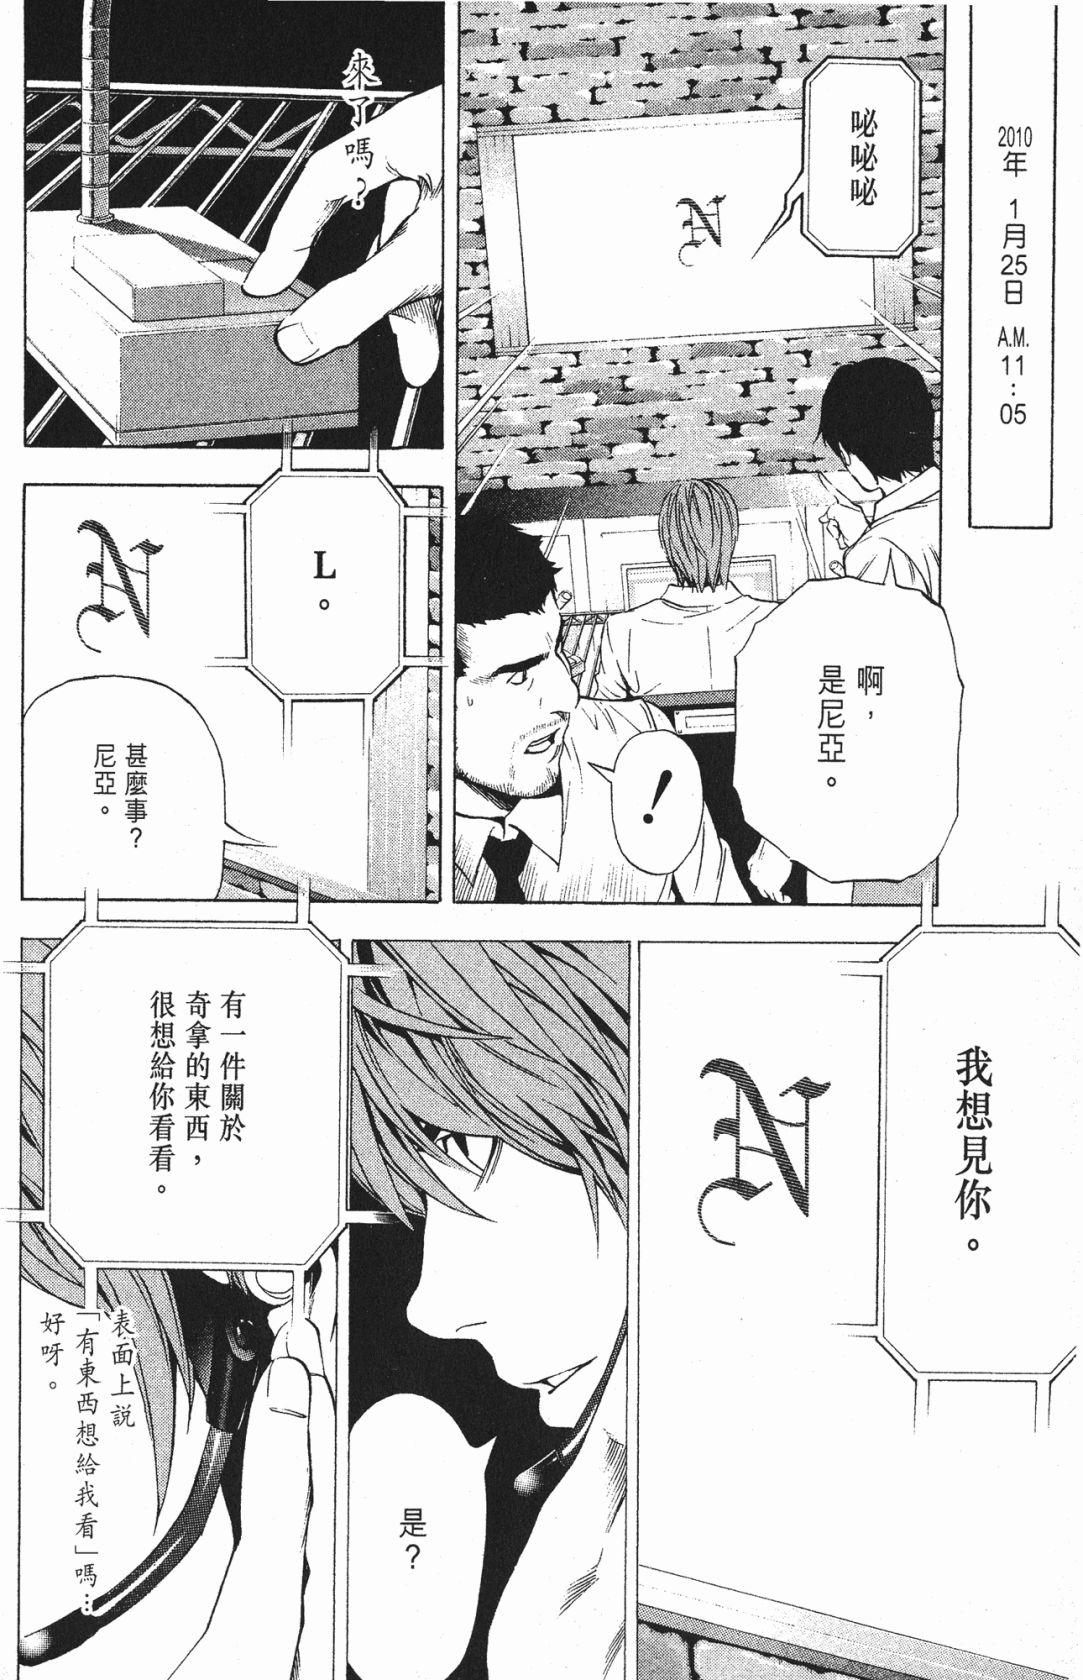 2010年 1月25日 A.M. 11:05
咇咇咇
N
啊，
是尼亞。
！
來了嗎？
L。
N
甚麼事？
尼亞。
我想見你。
N
是？
有一件關於
奇拿的東西，
很想給你看看。
表面上說
「有東西想給我看」嗎…
好呀。